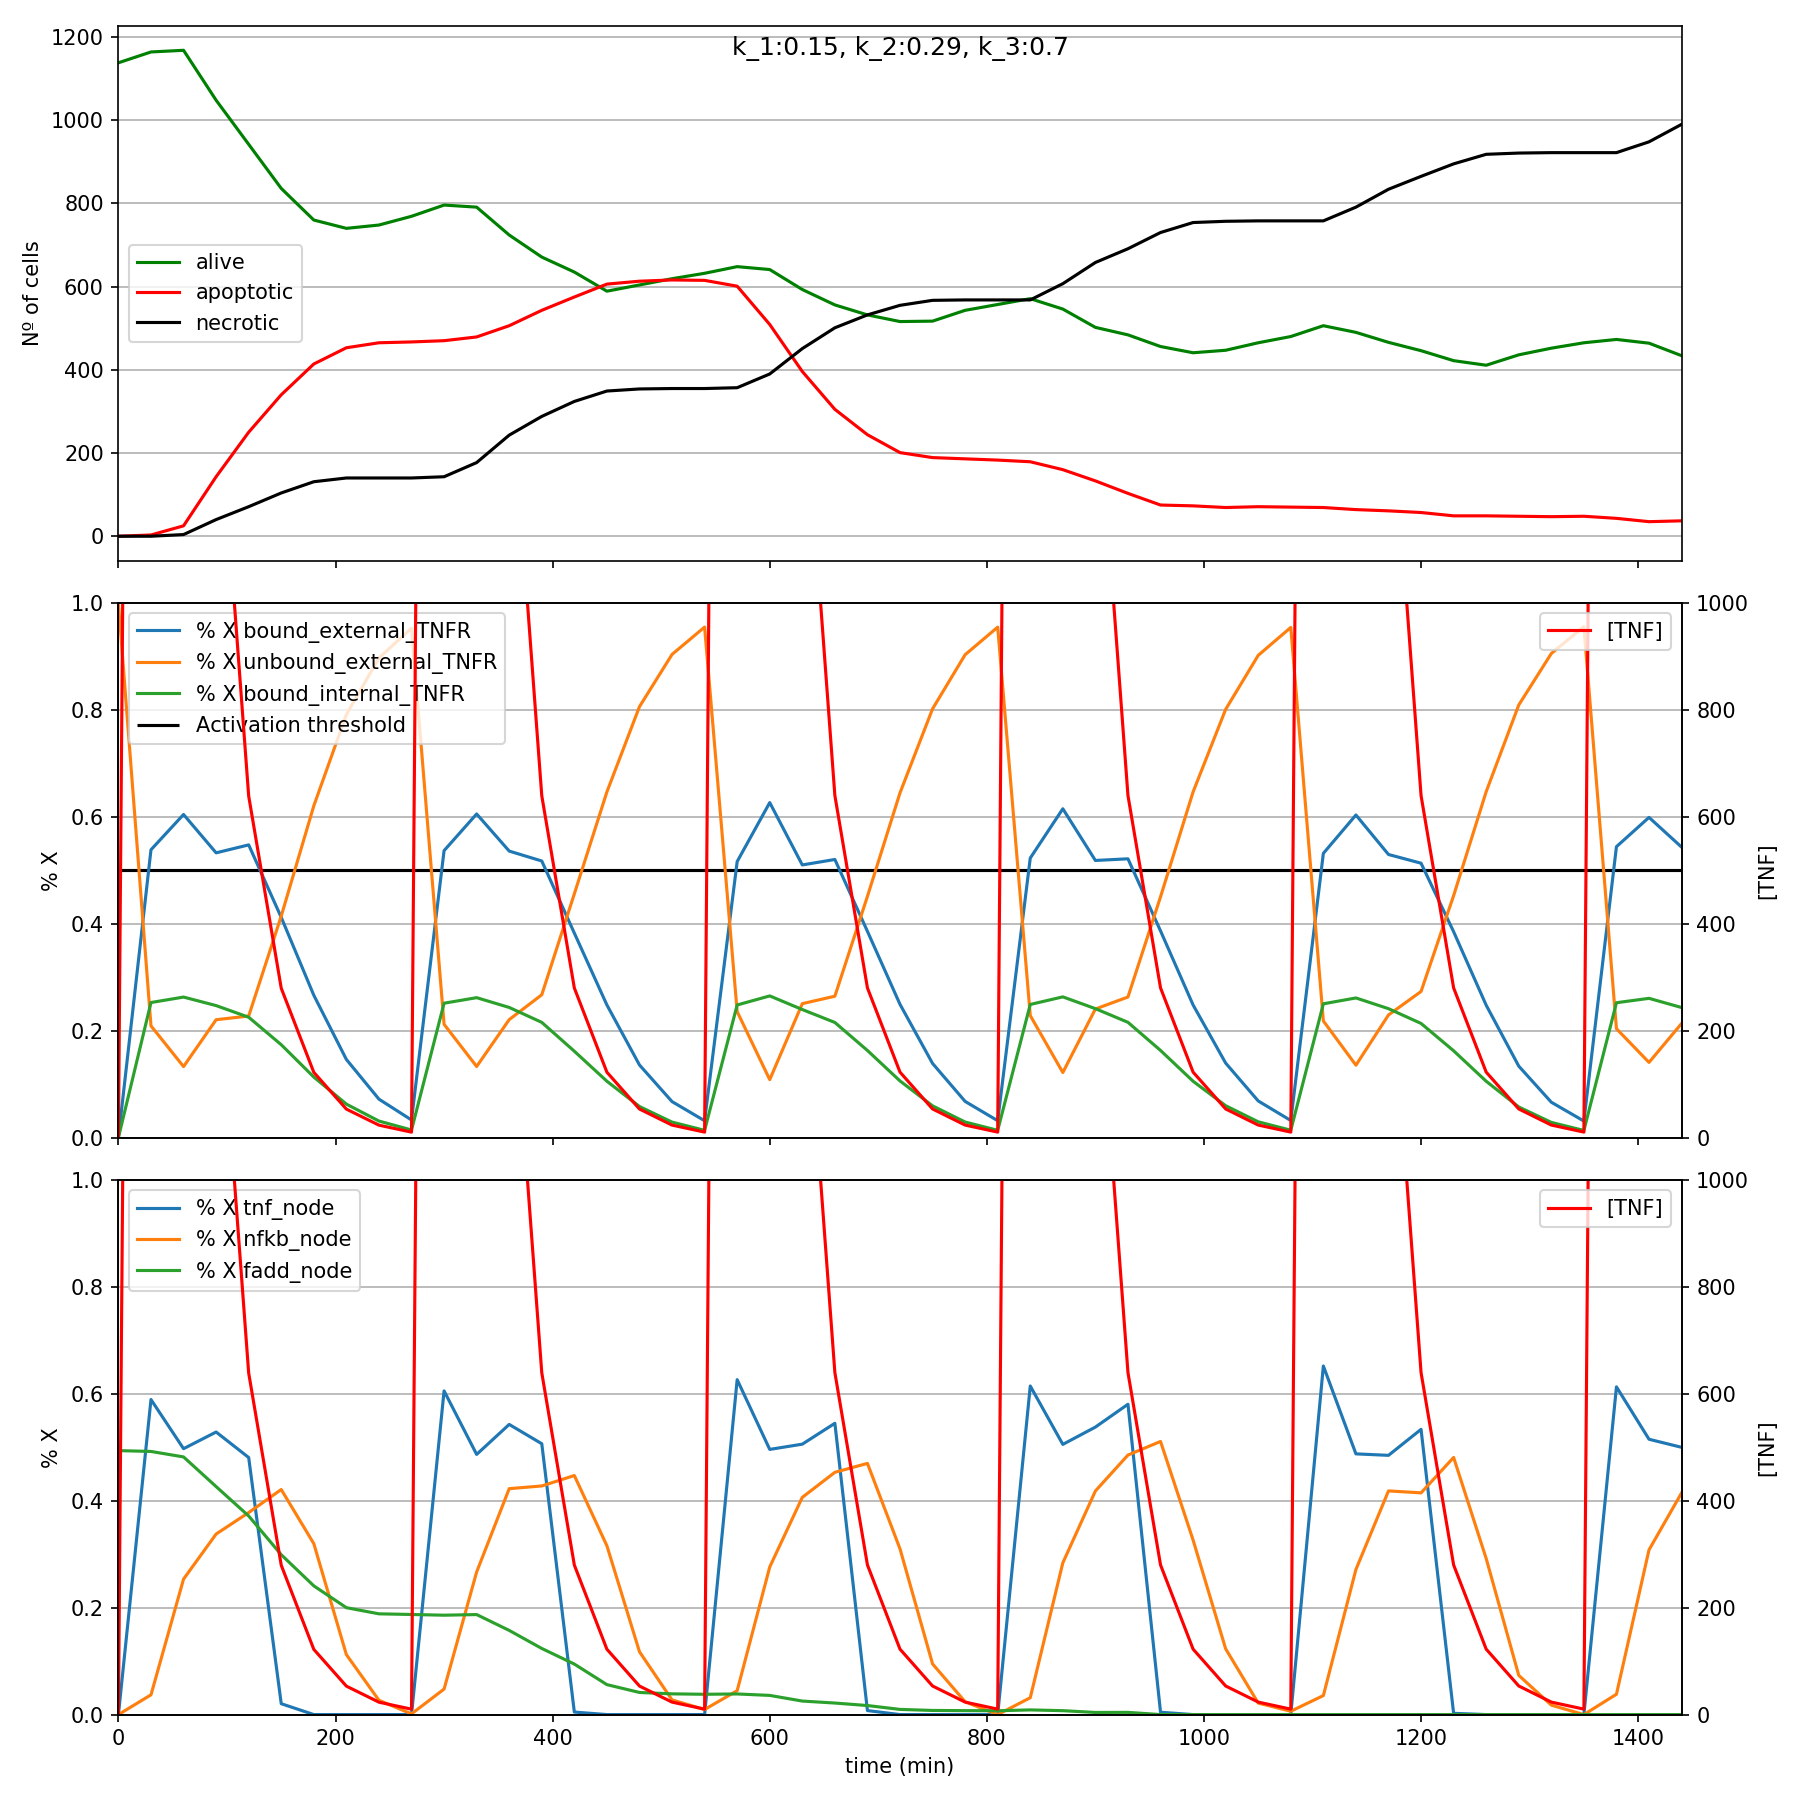 k_1:0.15, k_2:0.29, k_3:0.7
1200
1000
800
600
400
200
0
Nº of cells
alive
apoptotic
necrotic
1.0
0.8
0.6
0.4
0.2
0.0
% X
% X bound_external_TNFR
% X unbound_external_TNFR
% X bound_internal_TNFR
Activation threshold
[TNF]
1000
800
600
400
200
0
[TNF]
1.0
0.8
0.6
0.4
0.2
0.0
% X
% X tnf_node
% X nfkb_node
% X fadd_node
[TNF]
1000
800
600
400
200
0
[TNF]
0 200 400 600 800 1000 1200 1400
time (min)